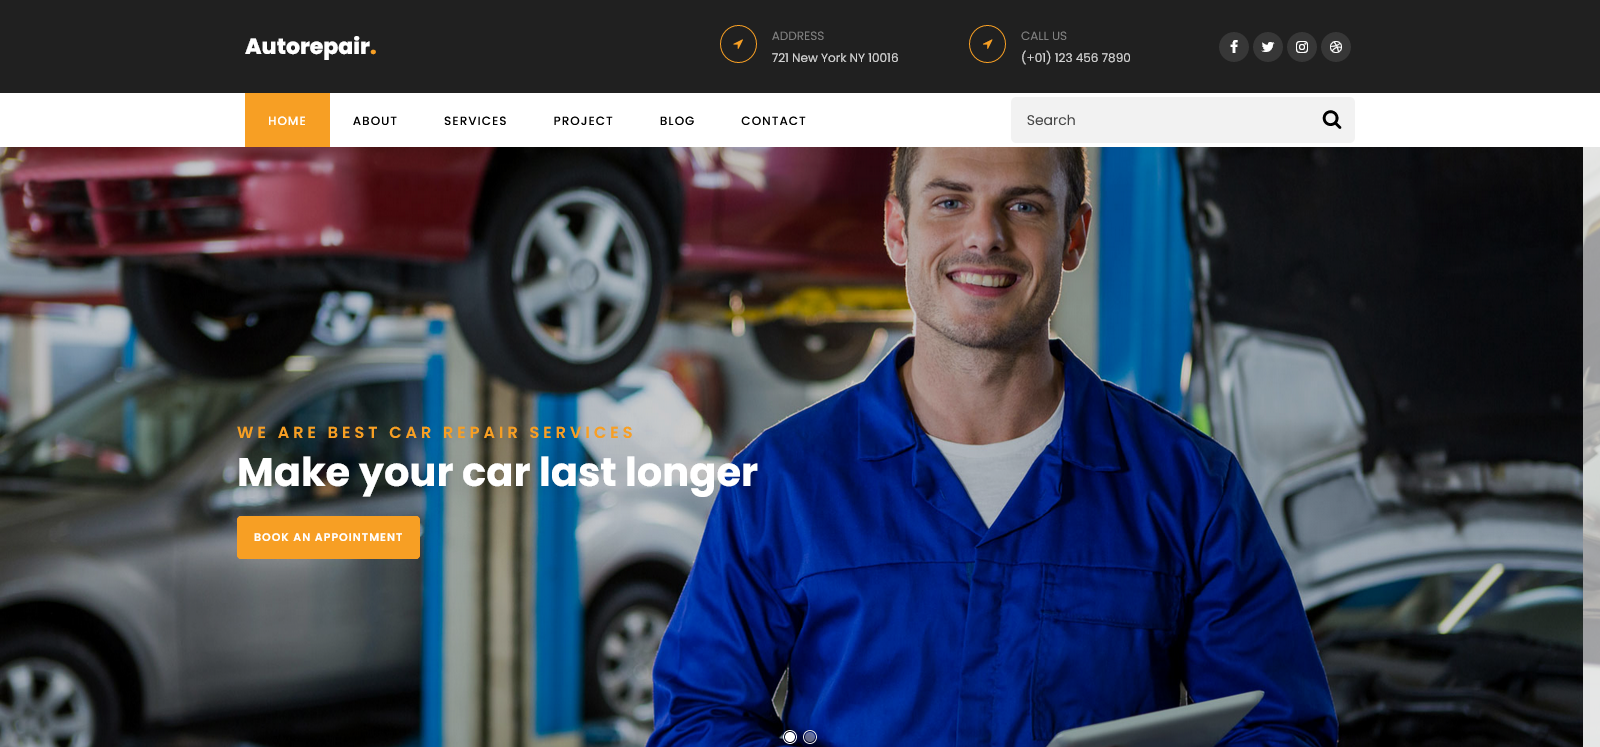 Autorepair.
ADDRESS
721 New York NY 10016
CALL US
(+01) 123 456 7890
HOME
ABOUT
SERVICES
PROJECT
BLOG
CONTACT
Search
WE ARE BEST CAR REPAIR SERVICES
Make your car last longer
BOOK AN APPOINTMENT